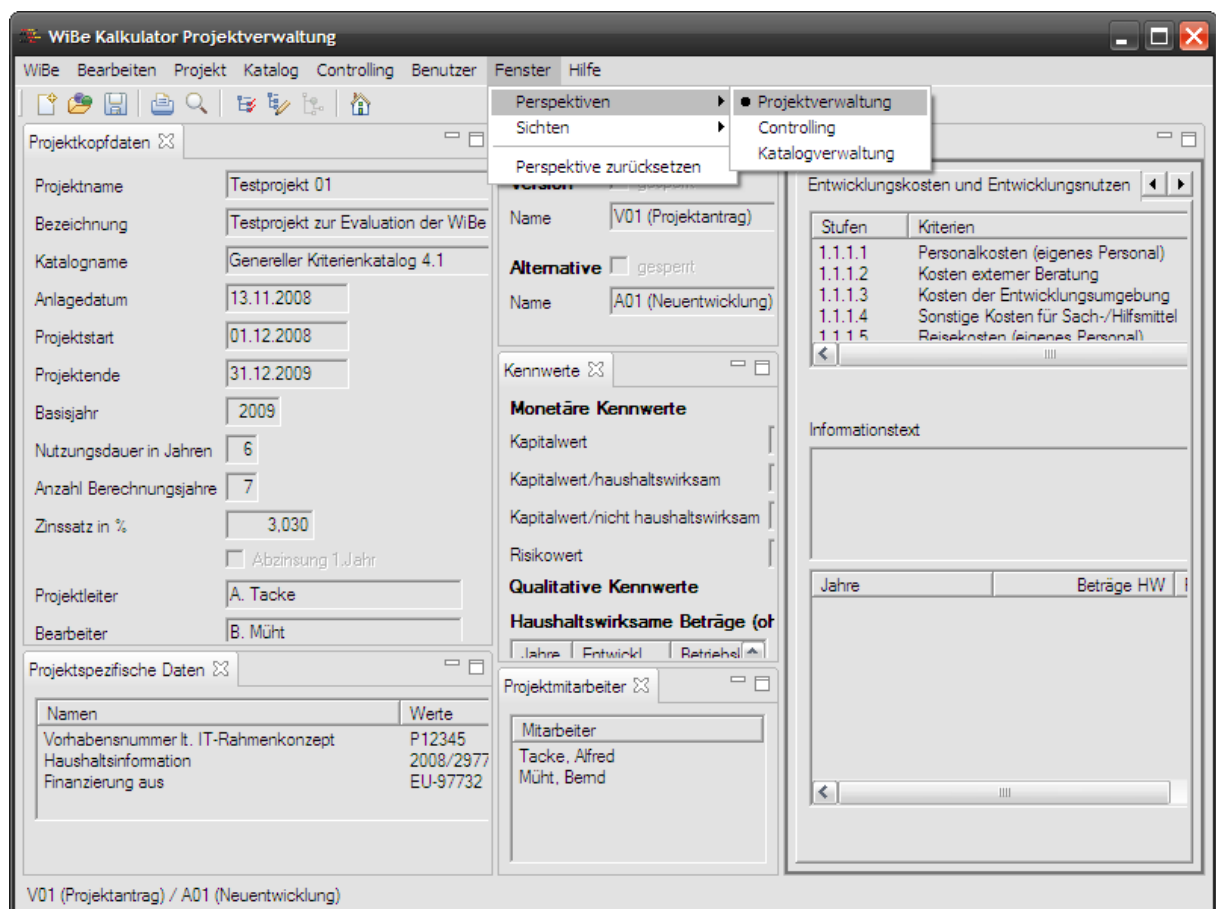 WiBe Kalkulator Projektverwaltung
WiBe Bearbeiten Projekt Katalog Controlling Benutzer Fenster Hilfe
Perspektiven
Sichten
Perspektive zurücksetzen
Projektverwaltung
Controlling
Katalogverwaltung
Projektkopfdaten
Projektname Testprojekt 01
Bezeichnung Testprojekt zur Evaluation der WiBe
Katalogname Genereller Kriterienkatalog 4.1
Anlagedatum 13.11.2008
Projektstart 01.12.2008
Projektende 31.12.2009
Basisjahr 2009
Nutzungsdauer in Jahren 6
Anzahl Berechnungsjahre 7
Zinssatz in % 3,030
Abzinsung 1.Jahr
Projektleiter A. Tacke
Bearbeiter B. Müht
Projektspezifische Daten
Namen Werte
Vorhabensnummer lt. IT-Rahmenkonzept P12345
Haushaltsinformation 2008/2977
Finanzierung aus EU-97732
Version gesperrt
Name V01 (Projektantrag)
Alternative gesperrt
Name A01 (Neuentwicklung)
Kennwerte
Monetäre Kennwerte
Kapitalwert
Kapitalwert/haushaltswirksam
Kapitalwert/nicht haushaltswirksam
Risikowert
Qualitative Kennwerte
Haushaltswirksame Beträge (oh
Jahre Entwickl Betriebsl
Projektmitarbeiter
Mitarbeiter
Tacke, Alfred
Müht, Bernd
Entwicklungskosten und Entwicklungsnutzen
Stufen Kriterien
1.1.1.1 Personalkosten (eigenes Personal)
1.1.1.2 Kosten externer Beratung
1.1.1.3 Kosten der Entwicklungsumgebung
1.1.1.4 Sonstige Kosten für Sach-/Hilfsmittel
1.1.1.5 Reisekosten (eigenes Personal)
Informationstext
Jahre Beträge HW
V01 (Projektantrag) / A01 (Neuentwicklung)